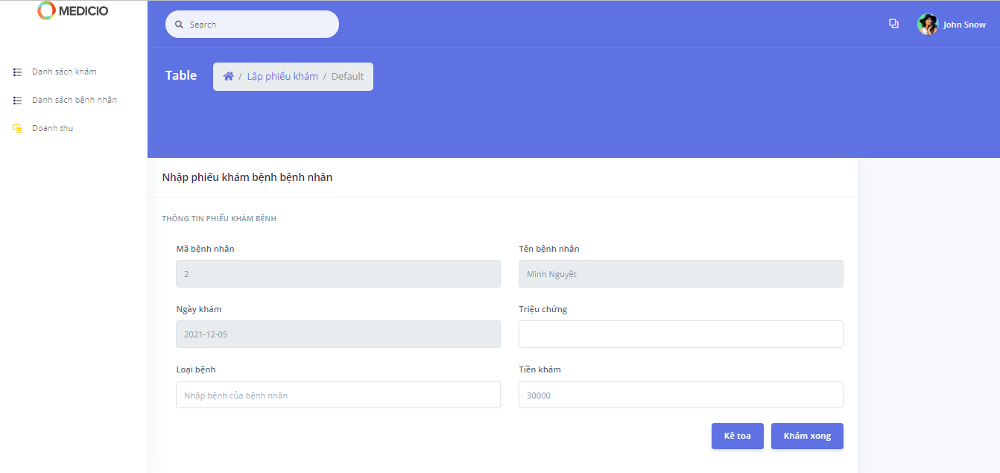 MEDICIO
Search
John Snow
Danh sách khám
Danh sách bệnh nhân
Doanh thu
Table
/ Lập phiếu khám / Default
Nhập phiếu khám bệnh bệnh nhân
THÔNG TIN PHIẾU KHÁM BỆNH
Mã bệnh nhân
Tên bệnh nhân
2
Minh Nguyệt
Ngày khám
Triệu chứng
2021-12-05
Loại bệnh
Tiền khám
Nhập bệnh của bệnh nhân
30000
Kê toa
Khám xong